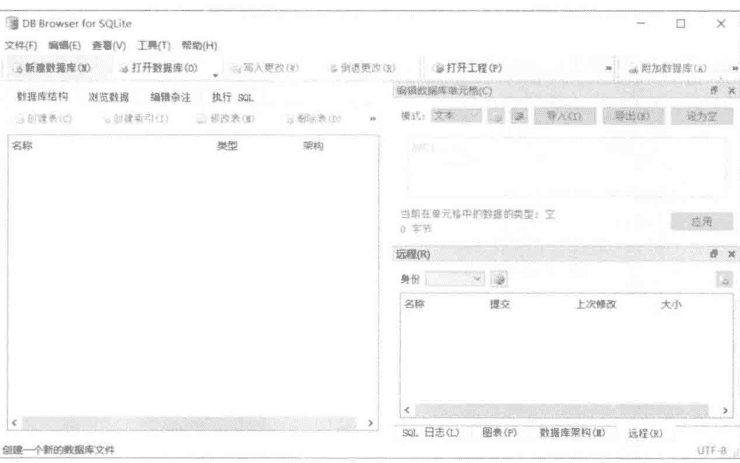 DB Browser for SQLite
文件(F) 编辑(E) 查看(V) 工具(T) 帮助(H)
新建数据库(N) 打开数据库(O) 写入更改(W) 倒退更改(R) 打开工程(P) » 附加数据库(A) »
数据库结构 浏览数据 编辑杂注 执行 SQL
创建表(C) 创建索引(I) 修改表(M) 删除表(D) »
名称 类型 架构
编辑数据库单元格(C)
模式: 文本 导入(I) 导出(E) 设为空
当前在单元格中的数据的类型: 空
0 字节
应用
远程(R)
身份
名称 提交 上次修改 大小
SQL 日志(L) 图表(P) 数据库架构(M) 远程(R)
创建一个新的数据库文件
UTF-8